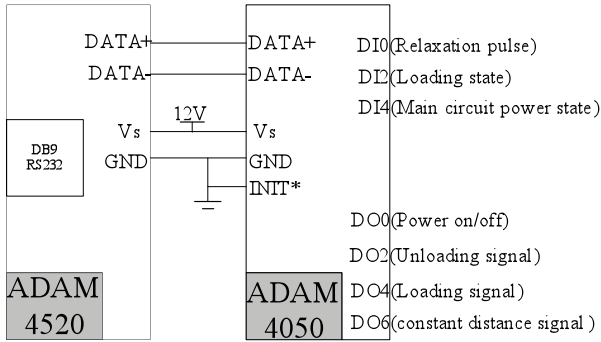 DATA+ DATA+ DI0(Relaxation pulse)
DATA- DATA- DI2(Loading state)
DI4(Main circuit power state)
12V
Vs Vs
DB9
RS232
GND GND
INIT*
DO0(Power on/off)
DO2(Unloading signal)
ADAM
4520
ADAM
4050
DO4(Loading signal)
DO6(constant distance signal)